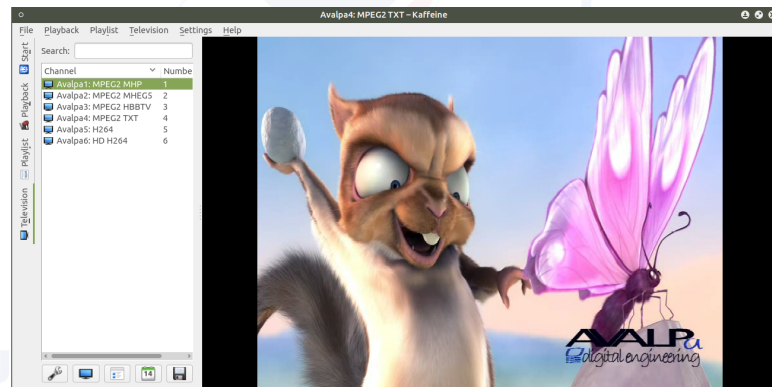 Avalpa4: MPEG2 TXT – Kaffeine
File Playback Playlist Television Settings Help
Start
Playback
Playlist
Television
Search:
Channel Numbe
Avalpa1: MPEG2 MHP 1
Avalpa2: MPEG2 MHEG5 2
Avalpa3: MPEG2 HBBTV 3
Avalpa4: MPEG2 TXT 4
Avalpa5: H264 5
Avalpa6: HD H264 6
14
AVALPa
digital engineering